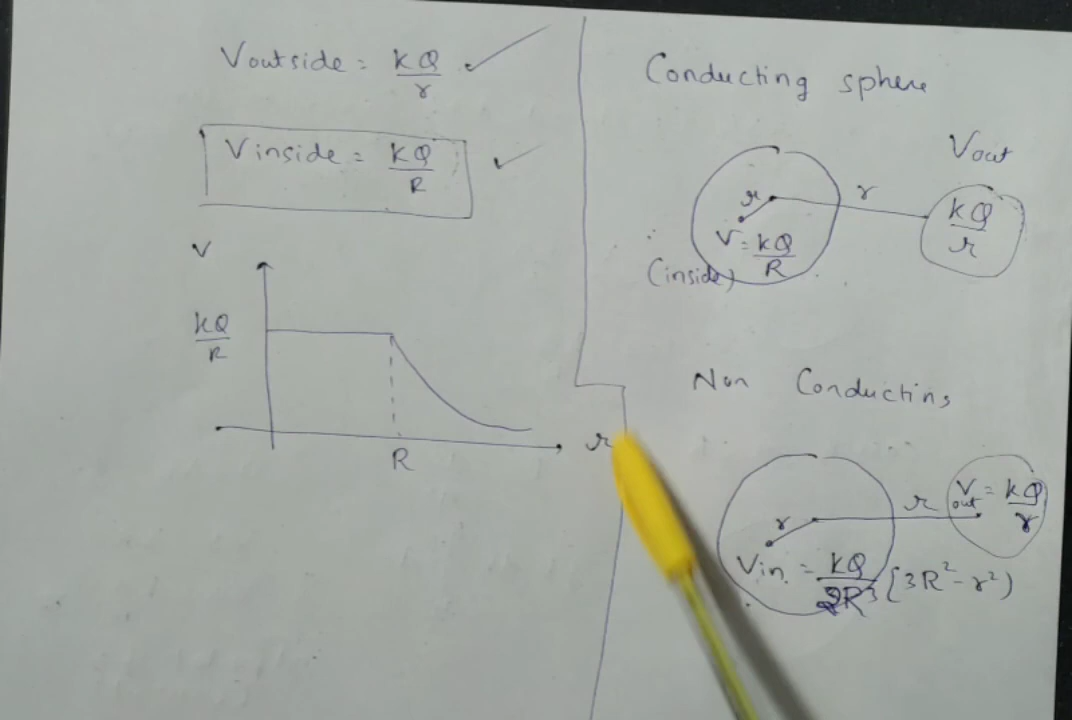 Voutside = kQ/r
Vinside = kQ/R
V
kQ/R
R
r
Conducting sphere
Vout
r
r
kQ/r
V = kQ/R
(inside)
Non Conducting
r
r
Vout = kQ/r
Vin = kQ/2R³ (3R² - r²)